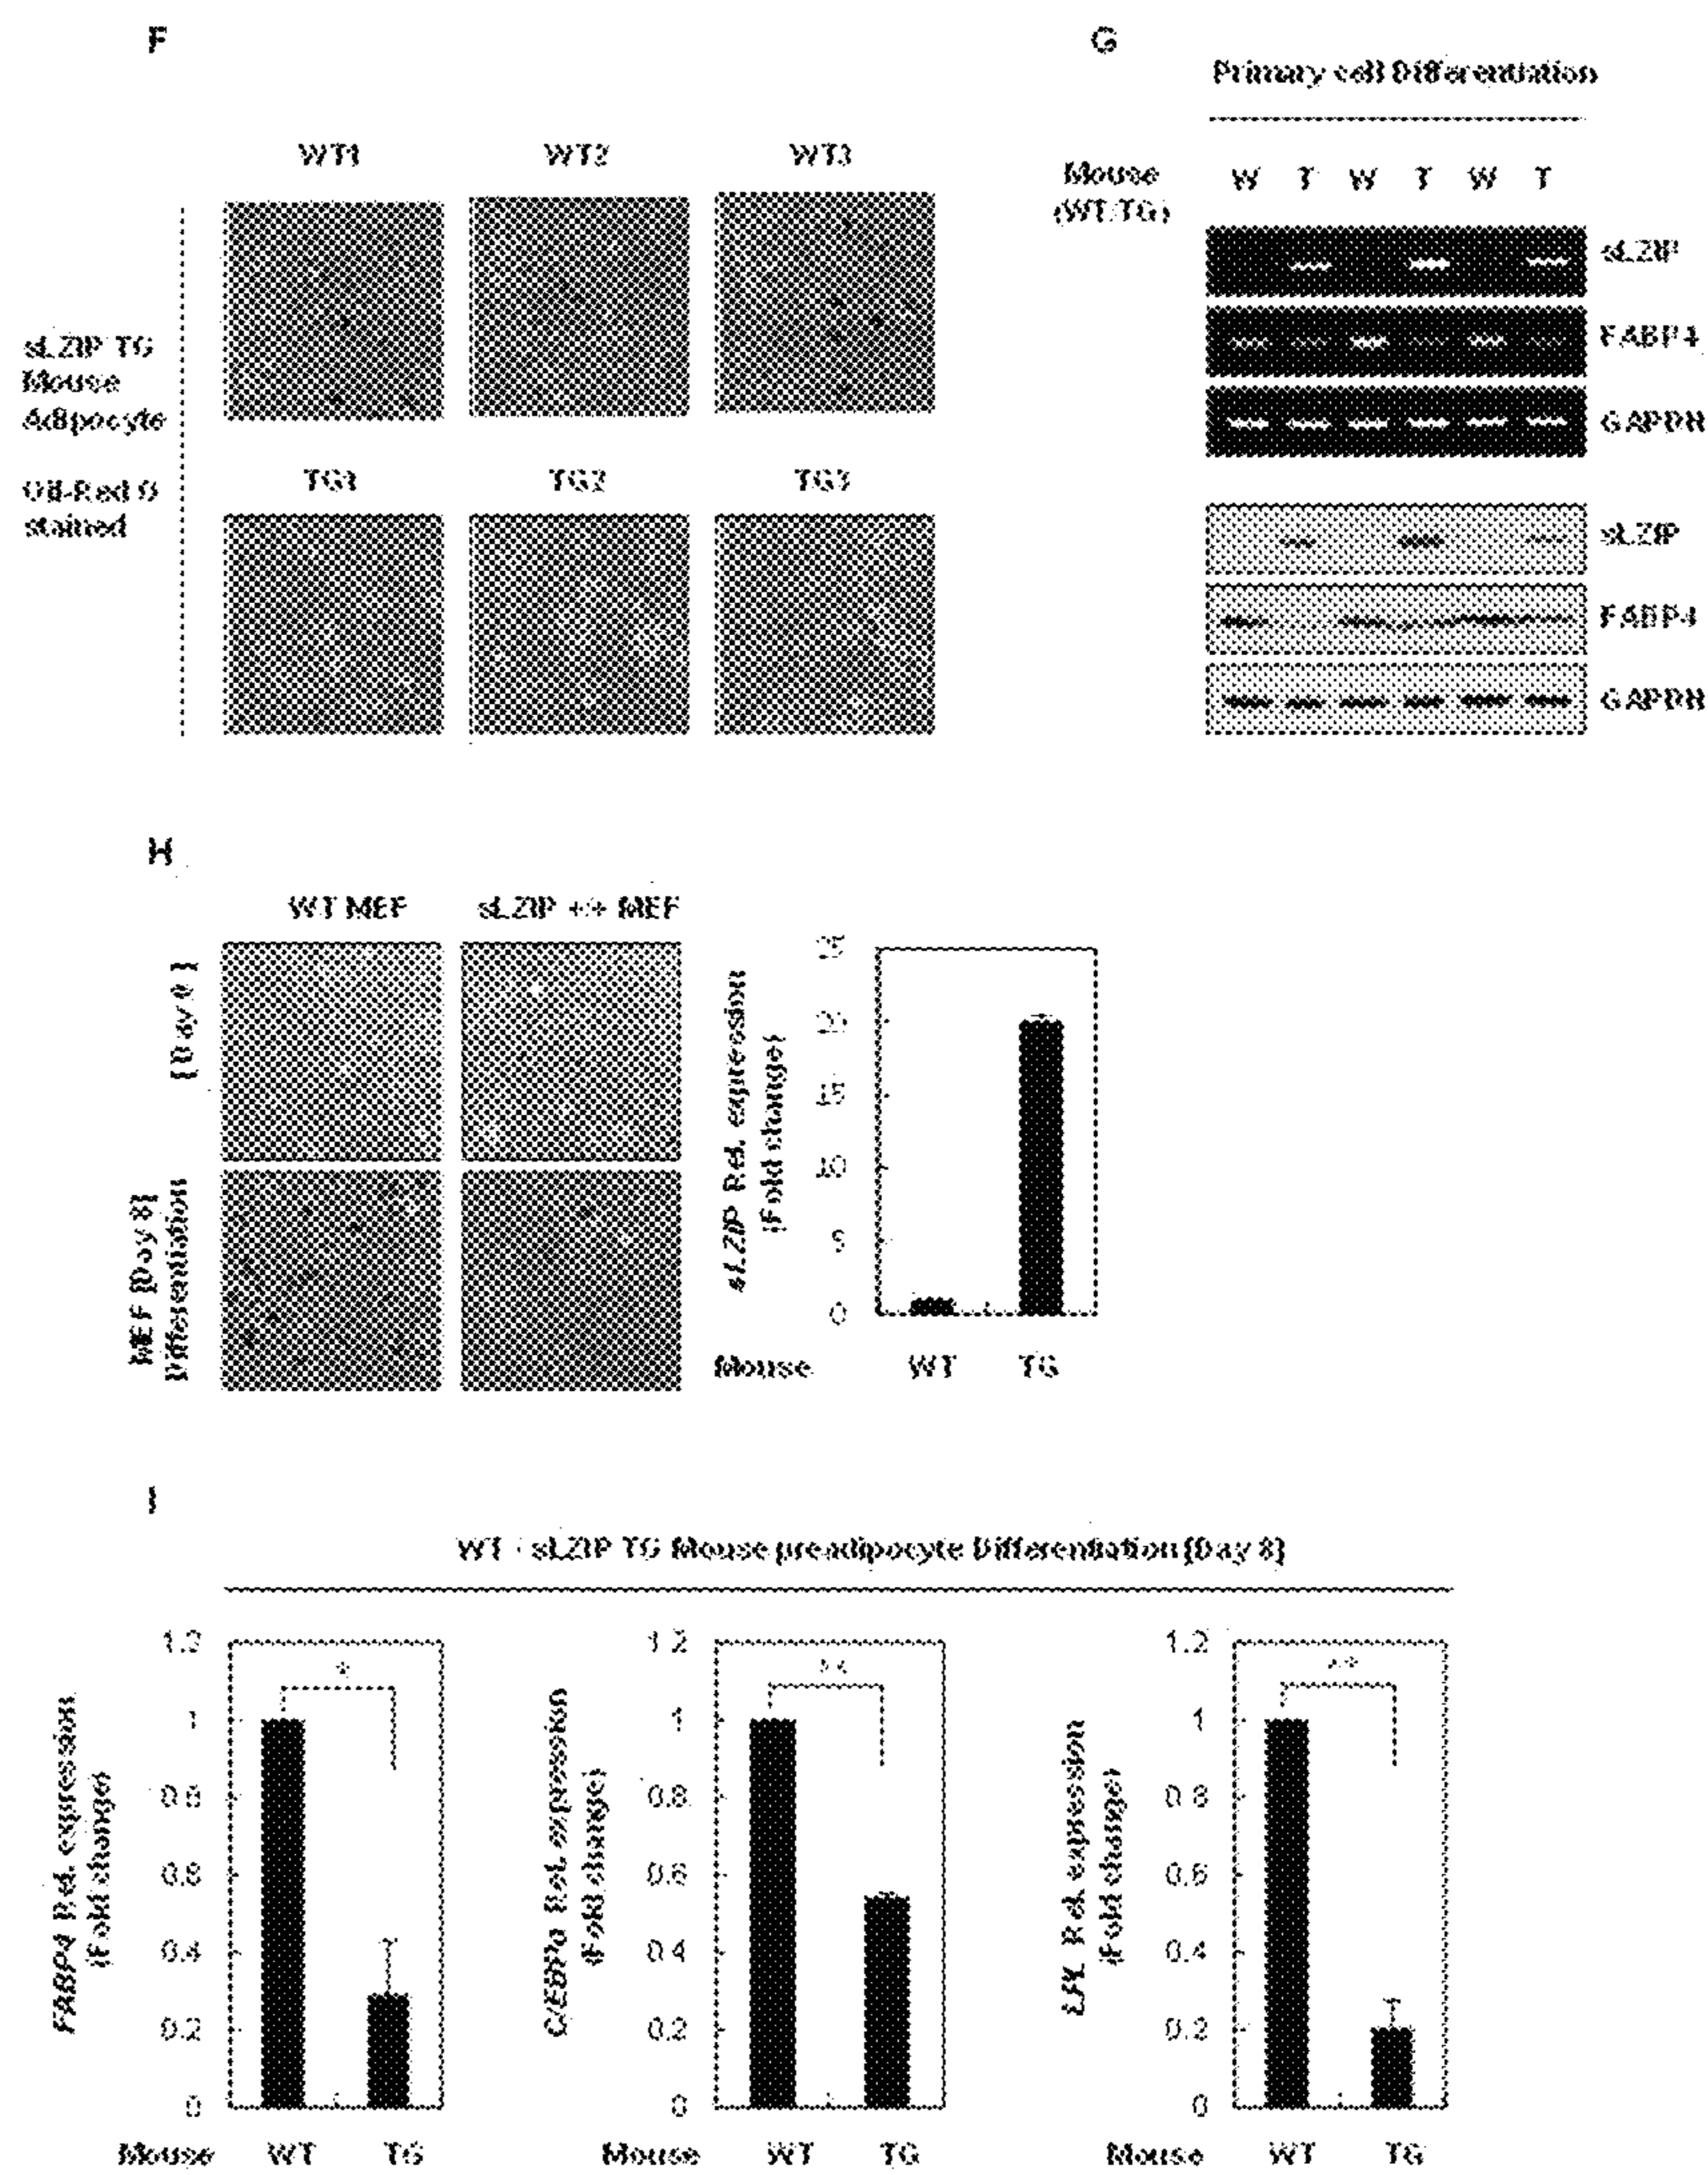 F
WT1 WT2 WT3
sLZIP TG
Mouse
Adipocyte
Oil-Red O
stained
TG1 TG2 TG3
G
Primary cell Differentiation
Mouse
(WT/TG)
W T W T W T
sLZIP
FABP4
GAPDH
sLZIP
FABP4
GAPDH
H
WT MEF sLZIP +/+ MEF
[Day 0]
MEF [Day 8]
Differentiation
sLZIP Rel. expression
(Fold change)
25
20
15
10
5
0
Mouse WT TG
I
WT / sLZIP TG Mouse preadipocyte Differentiation [Day 8]
FABP4 Rel. expression
(Fold change)
1.2
1
0.8
0.6
0.4
0.2
0
*
Mouse WT TG
C/EBPα Rel. expression
(Fold change)
1.2
1
0.8
0.6
0.4
0.2
0
**
Mouse WT TG
LPL Rel. expression
(Fold change)
1.2
1
0.8
0.6
0.4
0.2
0
**
Mouse WT TG